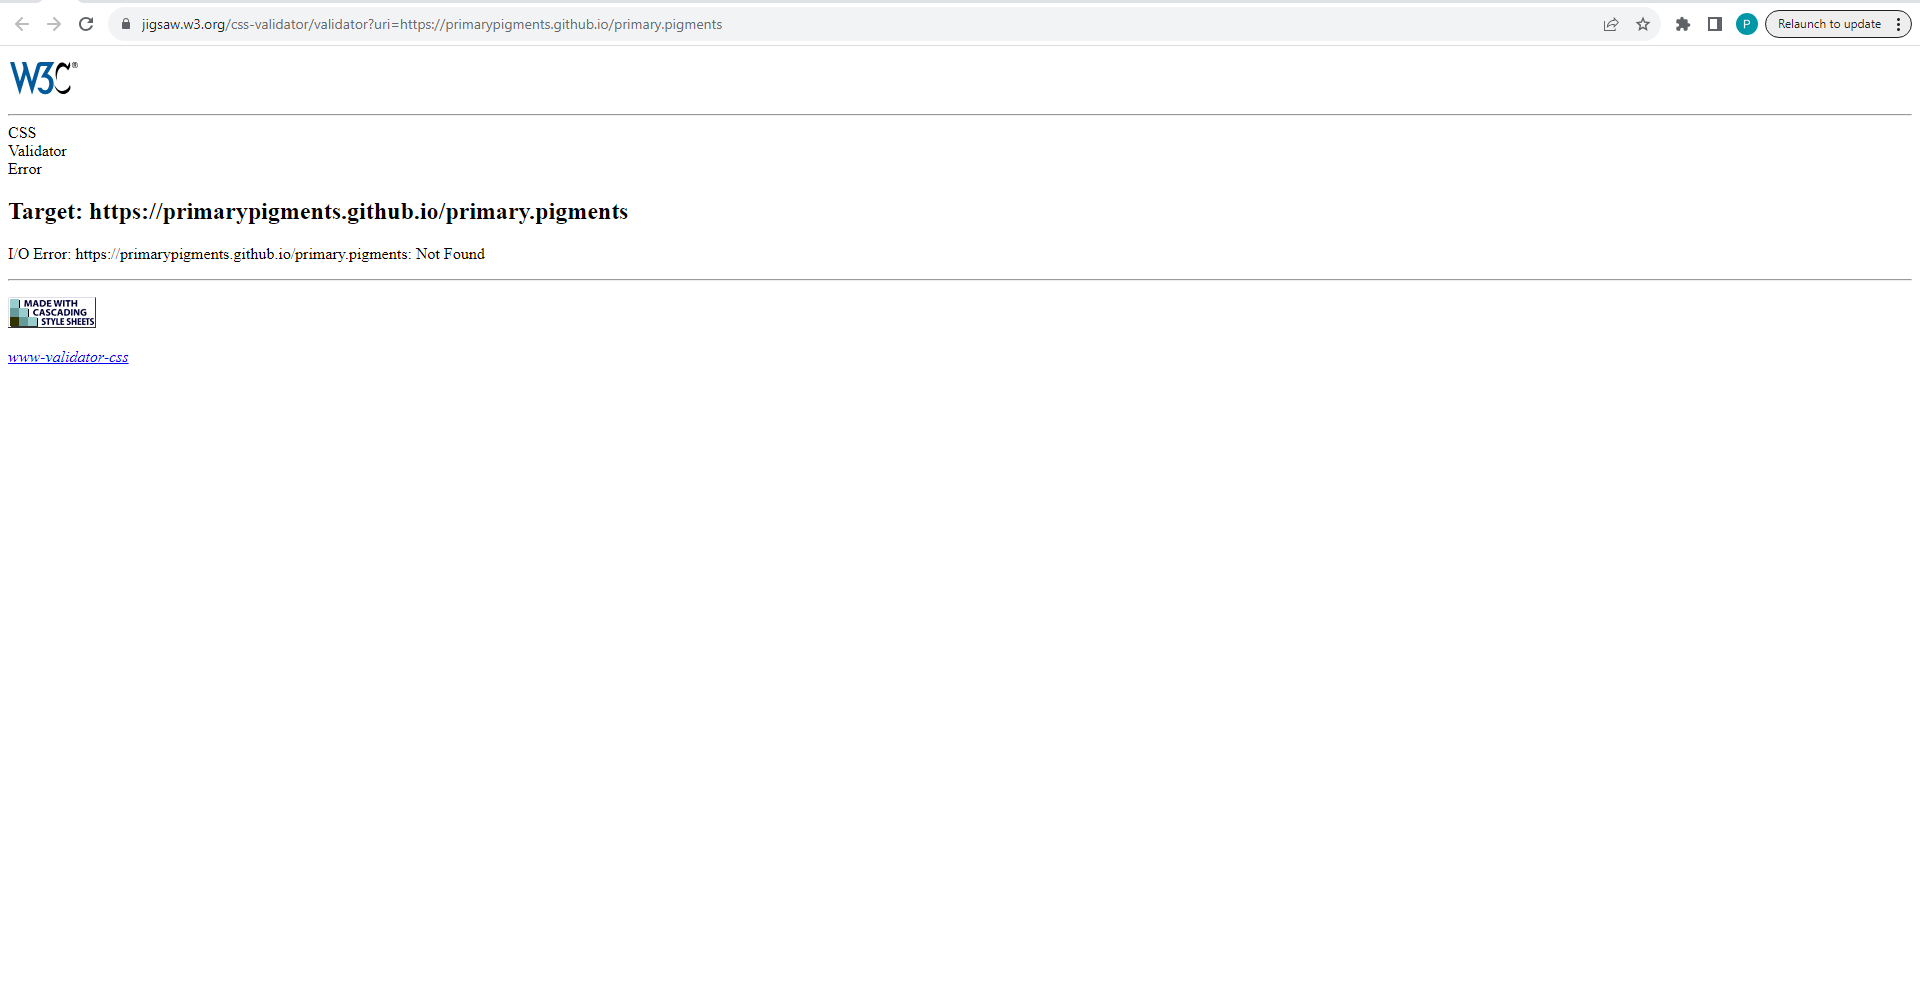 jigsaw.w3.org/css-validator/validator?uri=https://primarypigments.github.io/primary.pigments
P
Relaunch to update
W3C®
CSS
Validator
Error
Target: https://primarypigments.github.io/primary.pigments
I/O Error: https://primarypigments.github.io/primary.pigments: Not Found
MADE WITH
CASCADING
STYLE SHEETS
www-validator-css